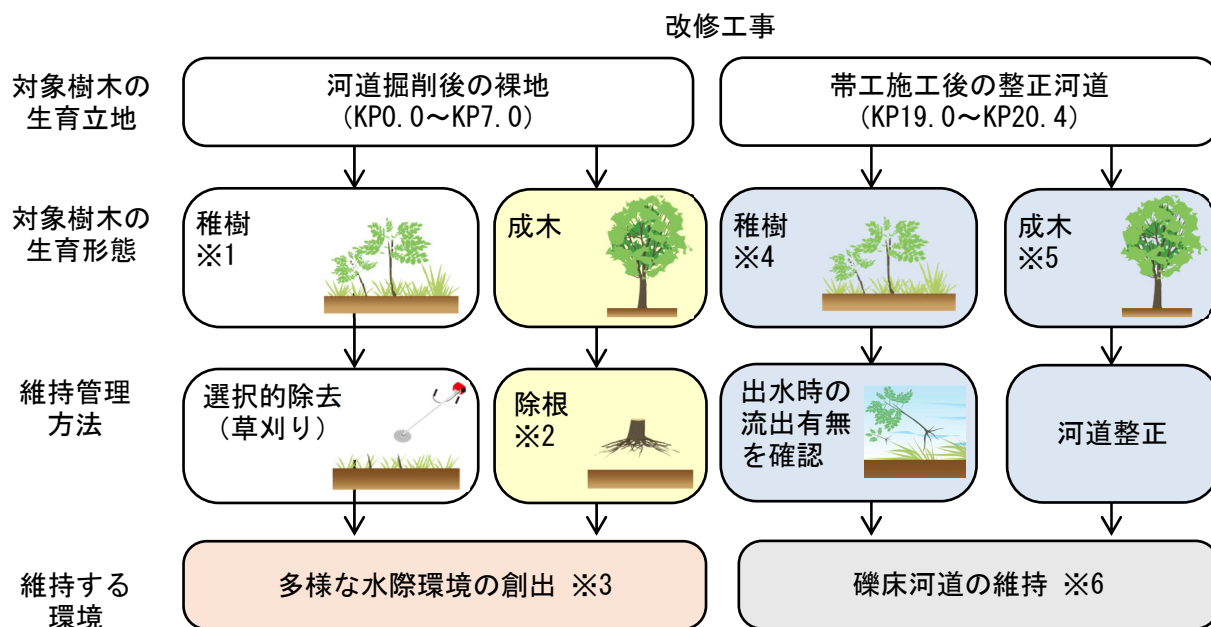 改修工事
対象樹木の
生育立地
河道掘削後の裸地
(KP0.0～KP7.0)
帯工施工後の整正河道
(KP19.0～KP20.4)
対象樹木の
生育形態
稚樹
※1
成木
稚樹
※4
成木
※5
維持管理
方法
選択的除去
(草刈り)
除根
※2
出水時の
流出有無
を確認
河道整正
維持する
環境
多様な水際環境の創出 ※3
礫床河道の維持 ※6